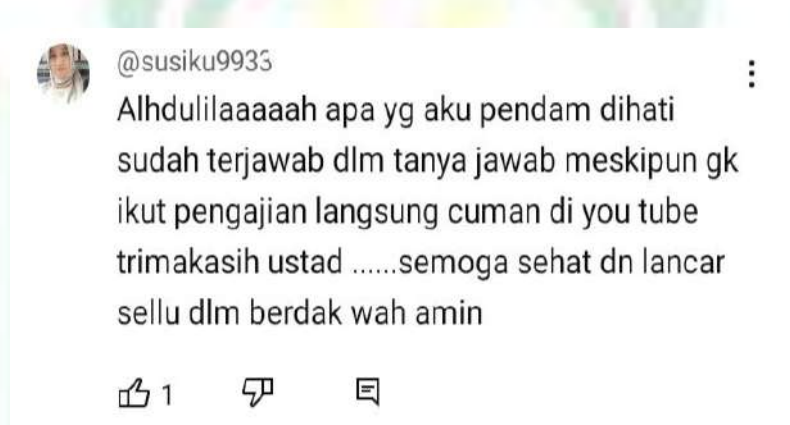 @susiku9933
Alhdulilaaaaah apa yg aku pendam dihati
sudah terjawab dlm tanya jawab meskipun gk
ikut pengajian langsung cuman di you tube
trimakasih ustad ......semoga sehat dn lancar
sellu dlm berdak wah amin
1